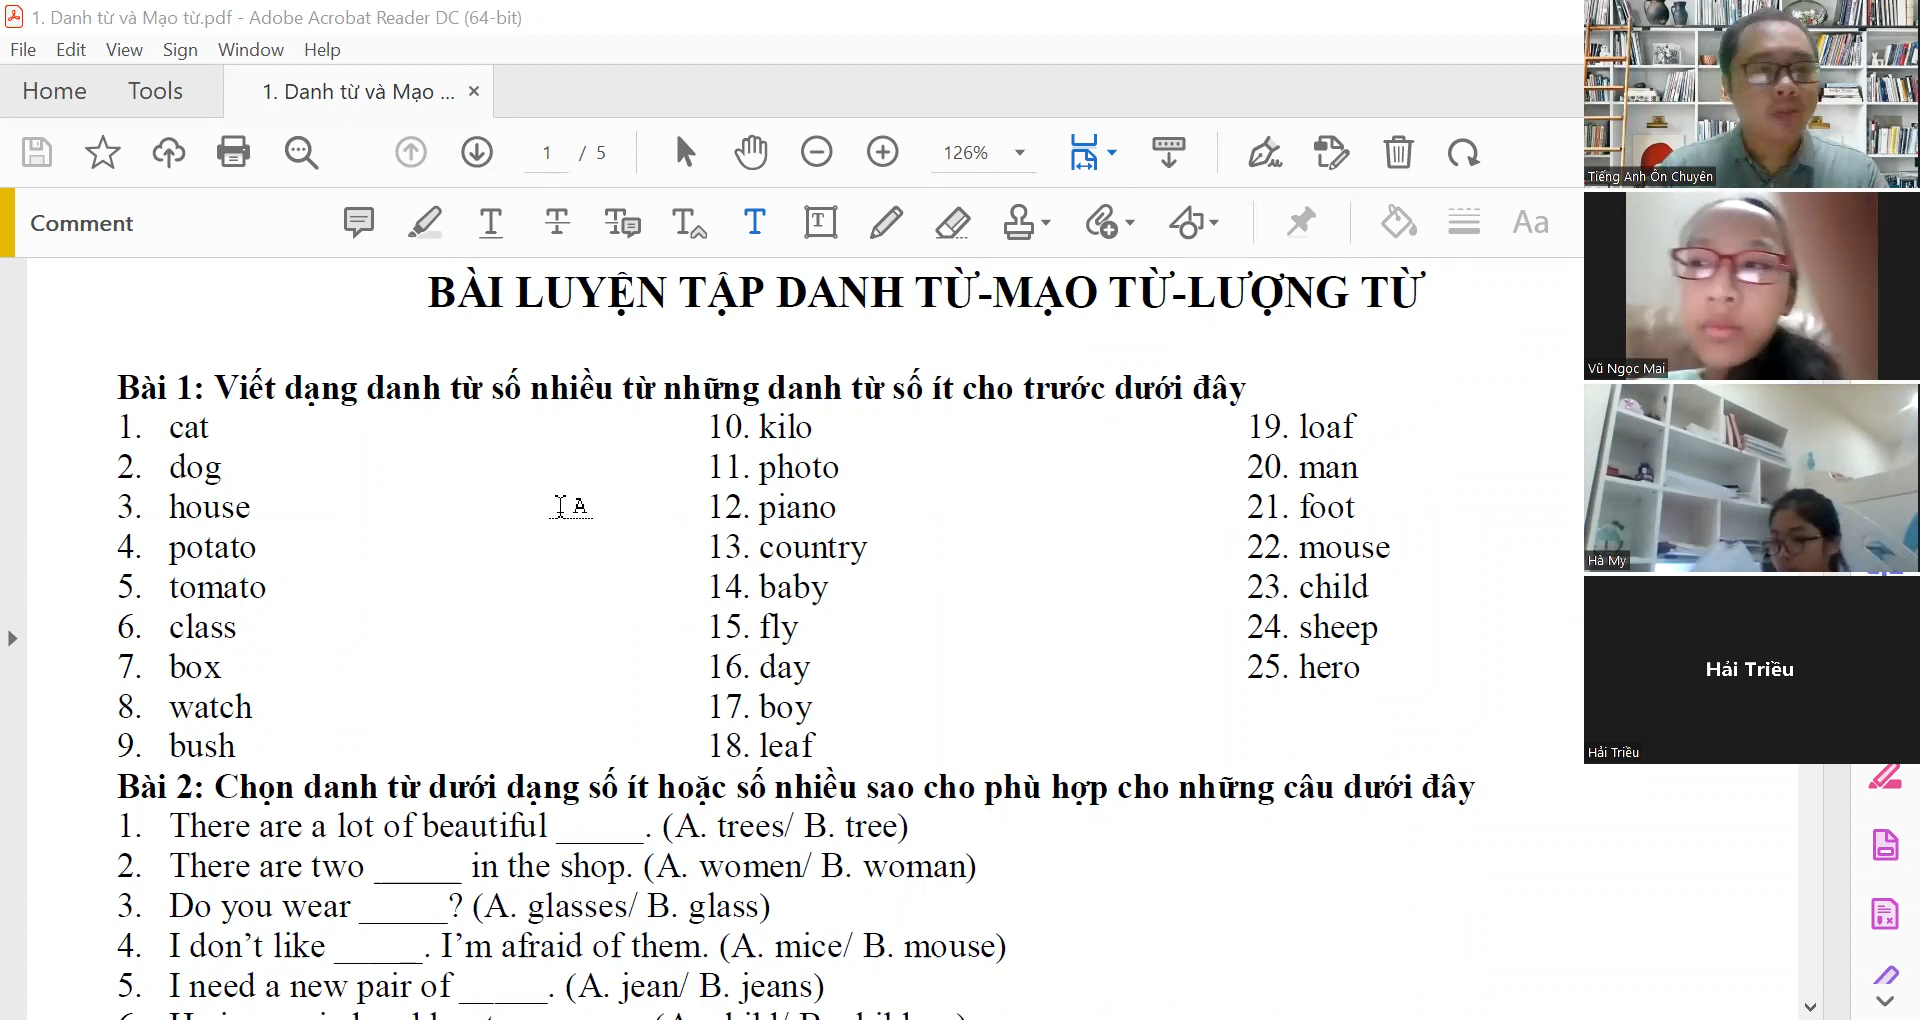 1. Danh từ và Mạo từ.pdf - Adobe Acrobat Reader DC (64-bit)
File Edit View Sign Window Help
Home Tools 1. Danh từ và Mạo ... ×
1 / 5 126%
Comment
BÀI LUYỆN TẬP DANH TỪ-MẠO TỪ-LƯỢNG TỪ
Bài 1: Viết dạng danh từ số nhiều từ những danh từ số ít cho trước dưới đây
1. cat
2. dog
3. house
4. potato
5. tomato
6. class
7. box
8. watch
9. bush
10. kilo
11. photo
12. piano
13. country
14. baby
15. fly
16. day
17. boy
18. leaf
19. loaf
20. man
21. foot
22. mouse
23. child
24. sheep
25. hero
Bài 2: Chọn danh từ dưới dạng số ít hoặc số nhiều sao cho phù hợp cho những câu dưới đây
1. There are a lot of beautiful _____. (A. trees/ B. tree)
2. There are two _____ in the shop. (A. women/ B. woman)
3. Do you wear _____? (A. glasses/ B. glass)
4. I don't like _____. I'm afraid of them. (A. mice/ B. mouse)
5. I need a new pair of _____. (A. jean/ B. jeans)
Tiếng Anh Ôn Chuyên
Vũ Ngọc Mai
Hà My
Hải Triều
Hải Triều